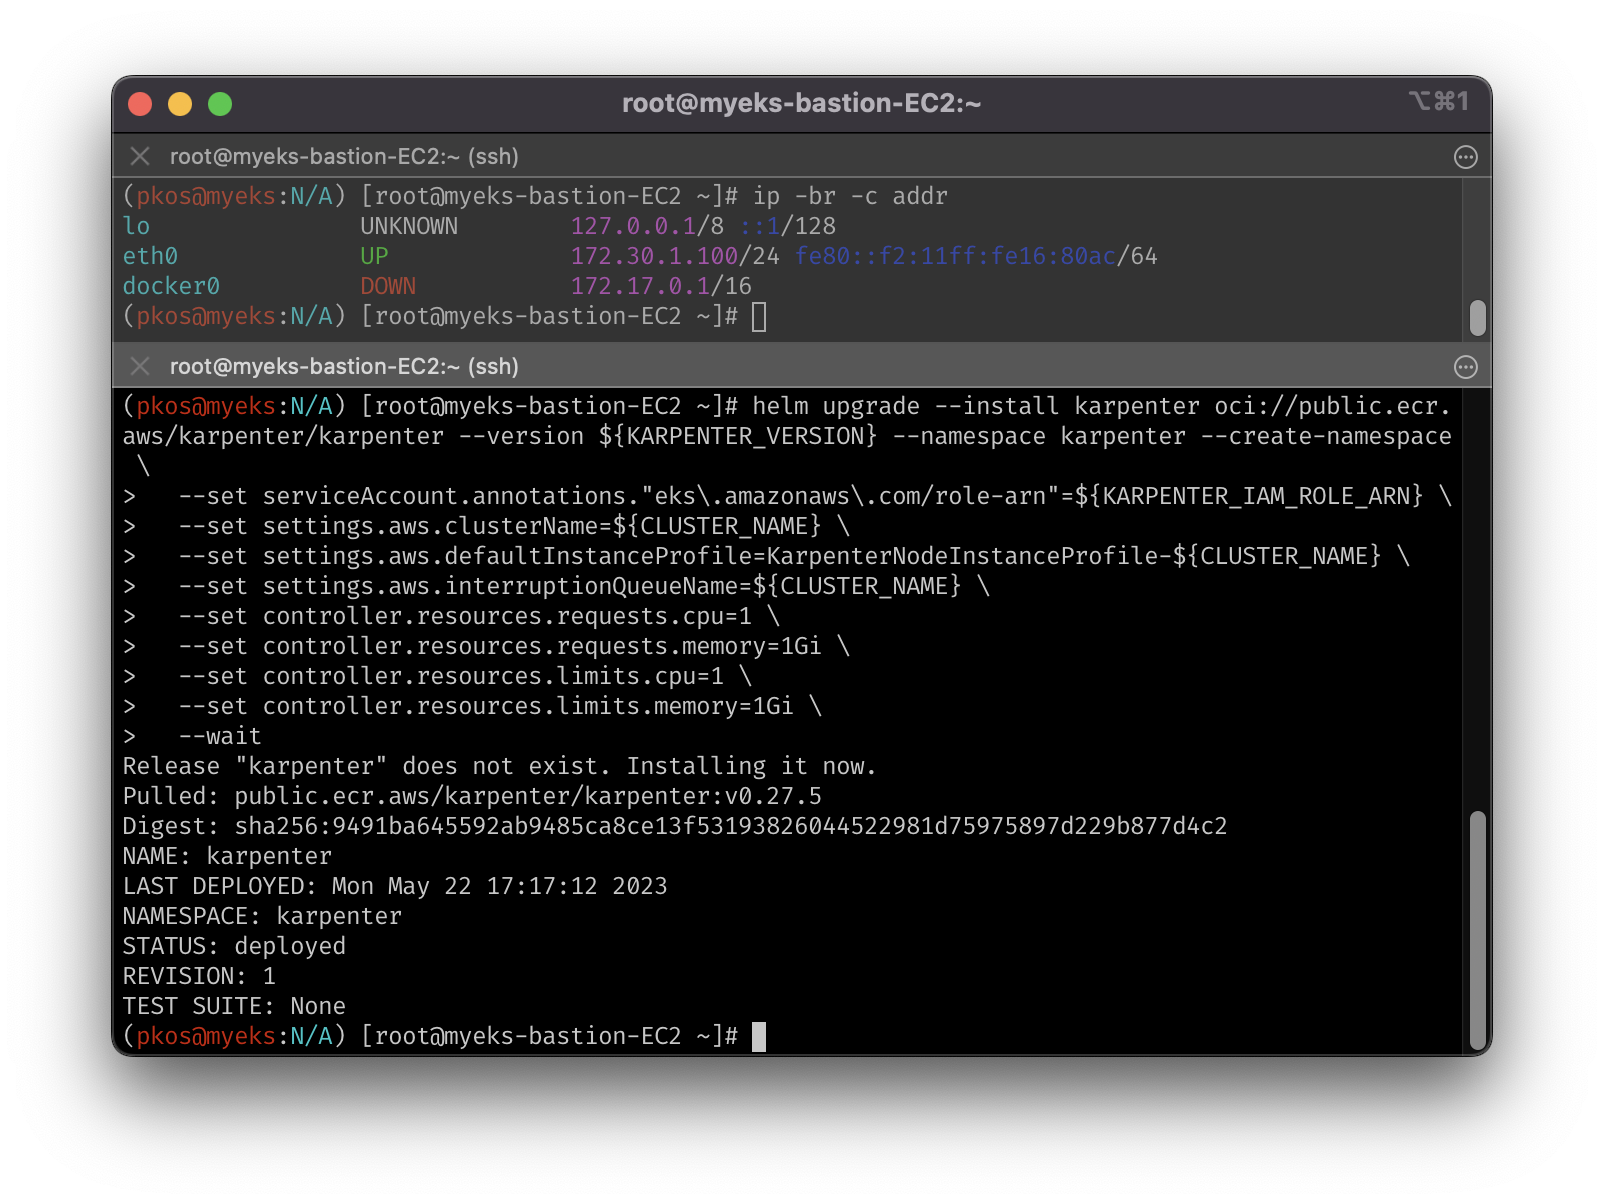 root@myeks-bastion-EC2:~
⌥⌘1
root@myeks-bastion-EC2:~ (ssh)
(pkos@myeks:N/A) [root@myeks-bastion-EC2 ~]# ip -br -c addr
lo               UNKNOWN        127.0.0.1/8 ::1/128
eth0             UP             172.30.1.100/24 fe80::f2:11ff:fe16:80ac/64
docker0          DOWN           172.17.0.1/16
(pkos@myeks:N/A) [root@myeks-bastion-EC2 ~]#
root@myeks-bastion-EC2:~ (ssh)
(pkos@myeks:N/A) [root@myeks-bastion-EC2 ~]# helm upgrade --install karpenter oci://public.ecr.
aws/karpenter/karpenter --version ${KARPENTER_VERSION} --namespace karpenter --create-namespace
 \
>   --set serviceAccount.annotations."eks\.amazonaws\.com/role-arn"=${KARPENTER_IAM_ROLE_ARN} \
>   --set settings.aws.clusterName=${CLUSTER_NAME} \
>   --set settings.aws.defaultInstanceProfile=KarpenterNodeInstanceProfile-${CLUSTER_NAME} \
>   --set settings.aws.interruptionQueueName=${CLUSTER_NAME} \
>   --set controller.resources.requests.cpu=1 \
>   --set controller.resources.requests.memory=1Gi \
>   --set controller.resources.limits.cpu=1 \
>   --set controller.resources.limits.memory=1Gi \
>   --wait
Release "karpenter" does not exist. Installing it now.
Pulled: public.ecr.aws/karpenter/karpenter:v0.27.5
Digest: sha256:9491ba645592ab9485ca8ce13f53193826044522981d75975897d229b877d4c2
NAME: karpenter
LAST DEPLOYED: Mon May 22 17:17:12 2023
NAMESPACE: karpenter
STATUS: deployed
REVISION: 1
TEST SUITE: None
(pkos@myeks:N/A) [root@myeks-bastion-EC2 ~]#